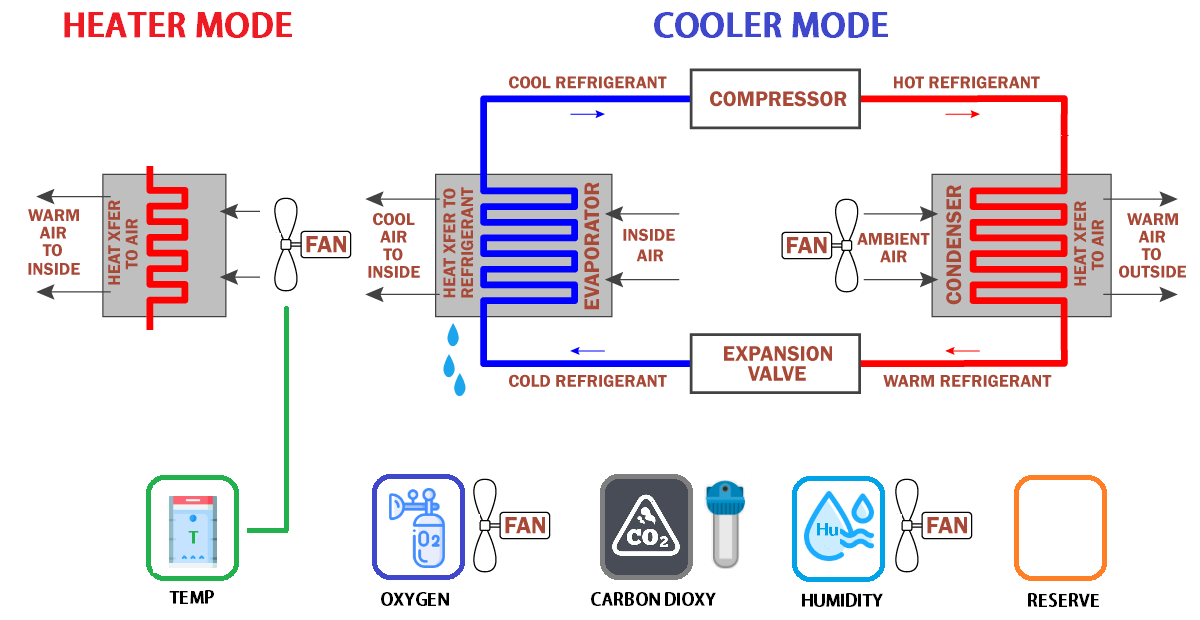 HEATER MODE
COOLER MODE
COOL REFRIGERANT
COMPRESSOR
HOT REFRIGERANT
WARM
AIR
TO
INSIDE
HEAT XFER
TO AIR
FAN
COOL
AIR
TO
INSIDE
HEAT XFER TO
REFRIGERANT
EVAPORATOR
INSIDE
AIR
FAN
AMBIENT
AIR
CONDENSER
HEAT XFER
TO AIR
WARM
AIR
TO
OUTSIDE
COLD REFRIGERANT
EXPANSION
VALVE
WARM REFRIGERANT
T
TEMP
O2
FAN
OXYGEN
CO2
CARBON DIOXY
Hu
FAN
HUMIDITY
RESERVE